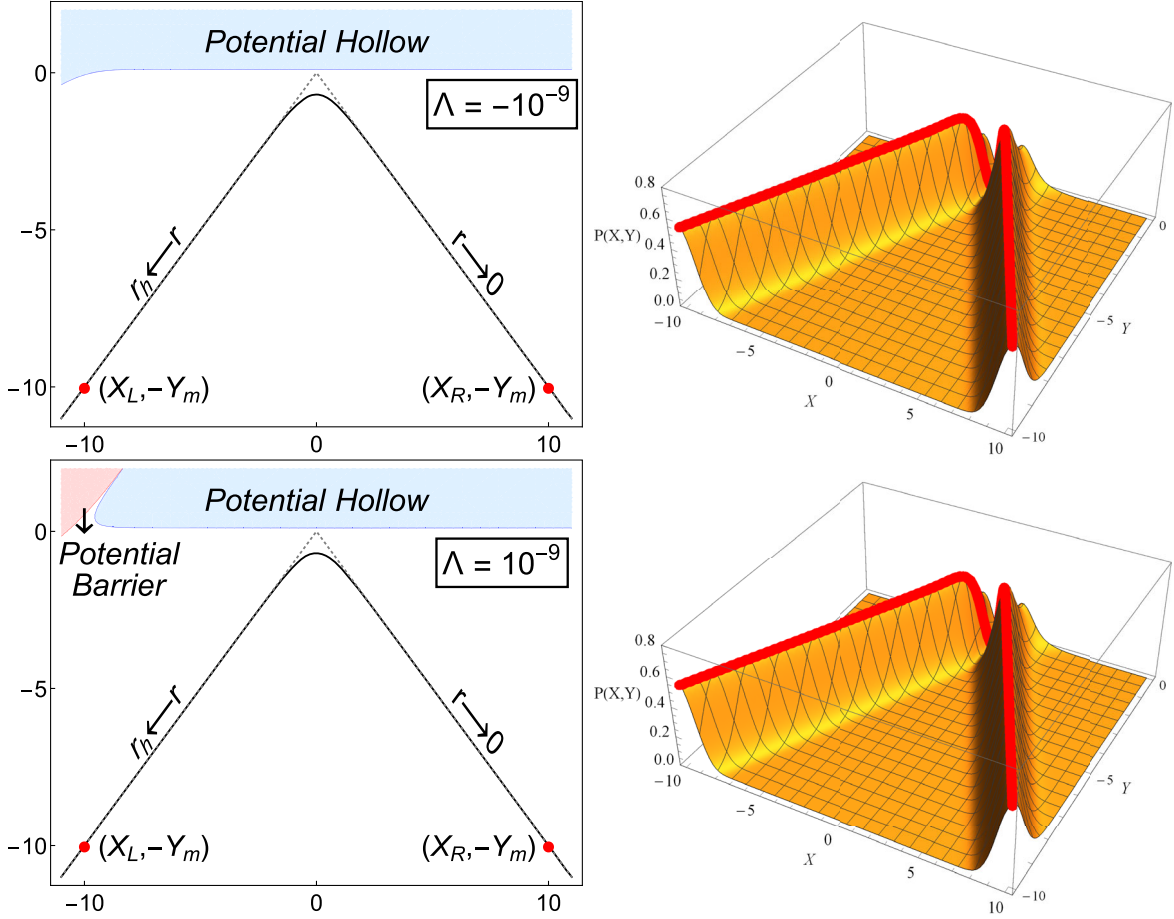 Potential Hollow
Λ = −10⁻⁹
r
r_h
r
0
(X_L,−Y_m)
(X_R,−Y_m)
0
−5
−10
−10
0
10
0.8
0.6
P(X,Y)
0.4
0.2
0.0
−10
−5
0
X
5
10
0
−5
Y
−10
Potential Hollow
Potential
Barrier
Λ = 10⁻⁹
r
r_h
r
0
(X_L,−Y_m)
(X_R,−Y_m)
0
−5
−10
−10
0
10
0.8
0.6
P(X,Y)
0.4
0.2
0.0
−10
−5
0
X
5
10
0
−5
Y
−10